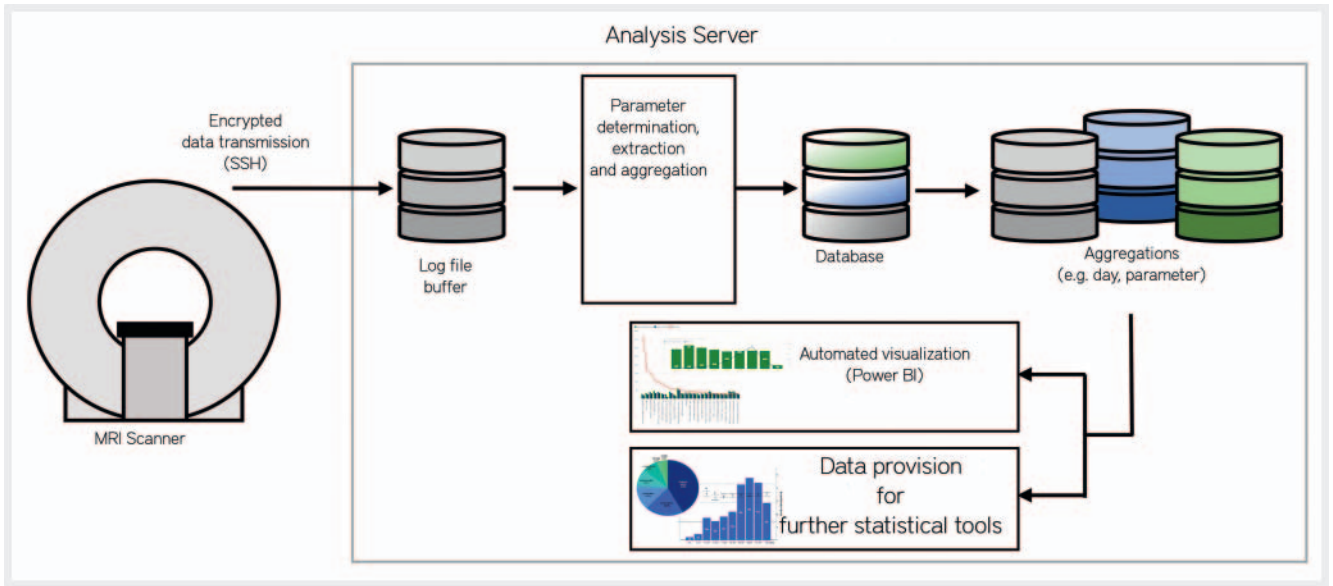 Analysis Server
Encrypted
data transmission
(SSH)
Parameter
determination,
extraction
and aggregation
Log file
buffer
Database
Aggregations
(e.g. day, parameter)
MRI Scanner
Automated visualization
(Power BI)
Data provision
for
further statistical tools